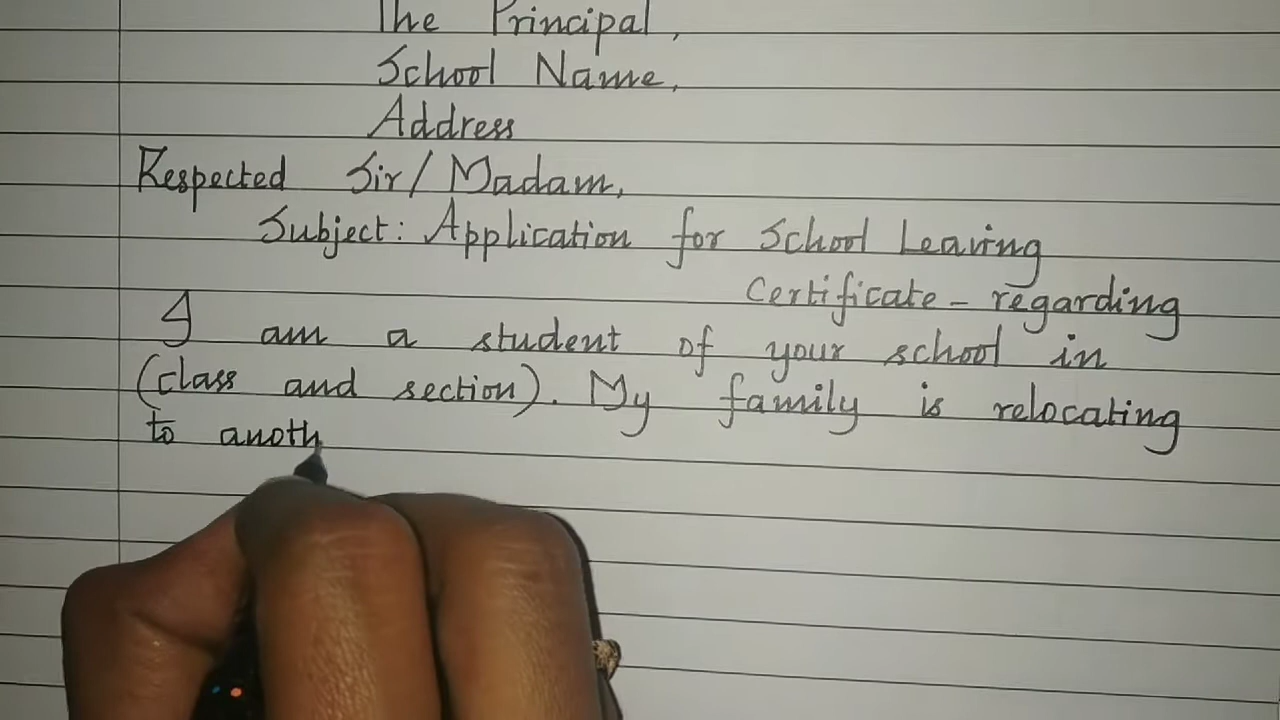 The Principal,
School Name,
Address
Respected Sir/Madam,
Subject: Application for School Leaving
Certificate - regarding
I am a student of your school in
(class and section). My family is relocating
to anoth